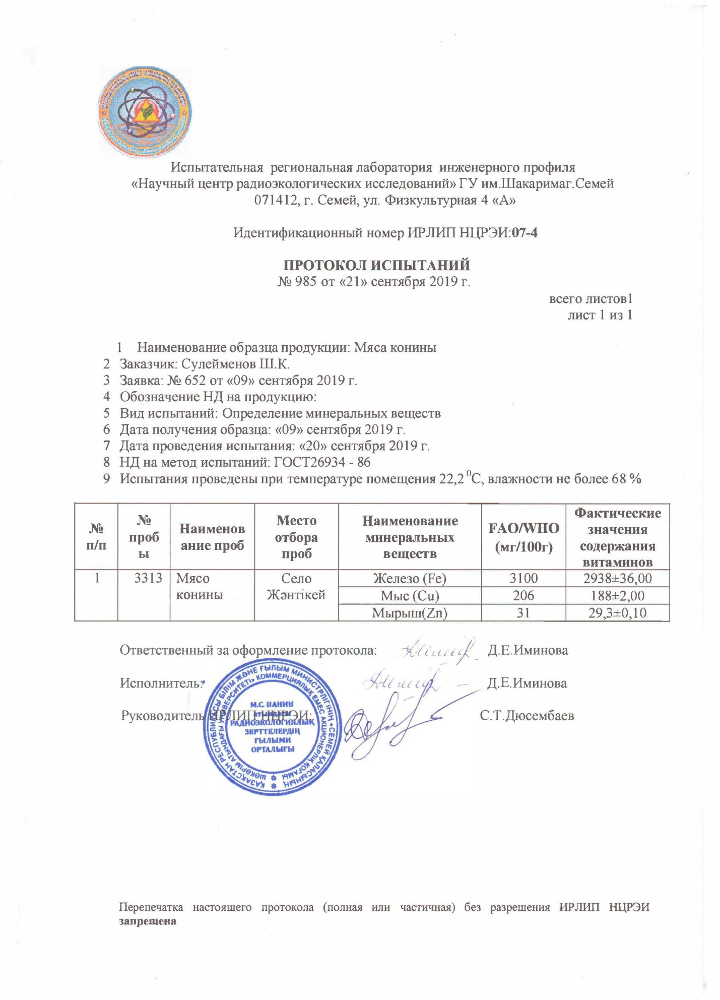 Испытательная региональная лаборатория инженерного профиля
«Научный центр радиоэкологических исследований» ГУ им.Шакаримаг.Семей
071412, г. Семей, ул. Физкультурная 4 «А»
Идентификационный номер ИРЛИП НЦРЭИ:07-4
ПРОТОКОЛ ИСПЫТАНИЙ
№ 985 от «21» сентября 2019 г.
всего листов1
лист 1 из 1
1 Наименование образца продукции: Мяса конины
2 Заказчик: Сулейменов Ш.К.
3 Заявка: № 652 от «09» сентября 2019 г.
4 Обозначение НД на продукцию:
5 Вид испытаний: Определение минеральных веществ
6 Дата получения образца: «09» сентября 2019 г.
7 Дата проведения испытания: «20» сентября 2019 г.
8 НД на метод испытаний: ГОСТ26934 - 86
9 Испытания проведены при температуре помещения 22,2 ⁰С, влажности не более 68 %
№ п/п
№ проб ы
Наименов ание проб
Место отбора проб
Наименование минеральных веществ
FAO/WHO (мг/100г)
Фактические значения содержания витаминов
1 3313 Мясо конины Село Жәнтікей Железо (Fe) 3100 2938±36,00
Мыс (Cu) 206 188±2,00
Мырыш(Zn) 31 29,3±0,10
Ответственный за оформление протокола: Д.Е.Иминова
Исполнитель: Д.Е.Иминова
Руководитель ИРЛИП НЦРЭИ: С.Т.Дюсембаев
ҚАЗАҚСТАН РЕСПУБЛИКАСЫ БІЛІМ ЖӘНЕ ҒЫЛЫМ МИНИСТРЛІГІНІҢ «СЕМЕЙ ҚАЛАСЫНЫҢ
ШӘКӘРІМ АТЫНДАҒЫ УНИВЕРСИТЕТІ» КОММЕРЦИЯЛЫҚ ЕМЕС АКЦИОНЕРЛІК ҚОҒАМЫ
М.С. ПАНИН
атындағы
РАДИОЭКОЛОГИЯЛЫҚ
ЗЕРТТЕЛЕРДІҢ
ҒЫЛЫМИ
ОРТАЛЫҒЫ
Перепечатка настоящего протокола (полная или частичная) без разрешения ИРЛИП НЦРЭИ
запрещена